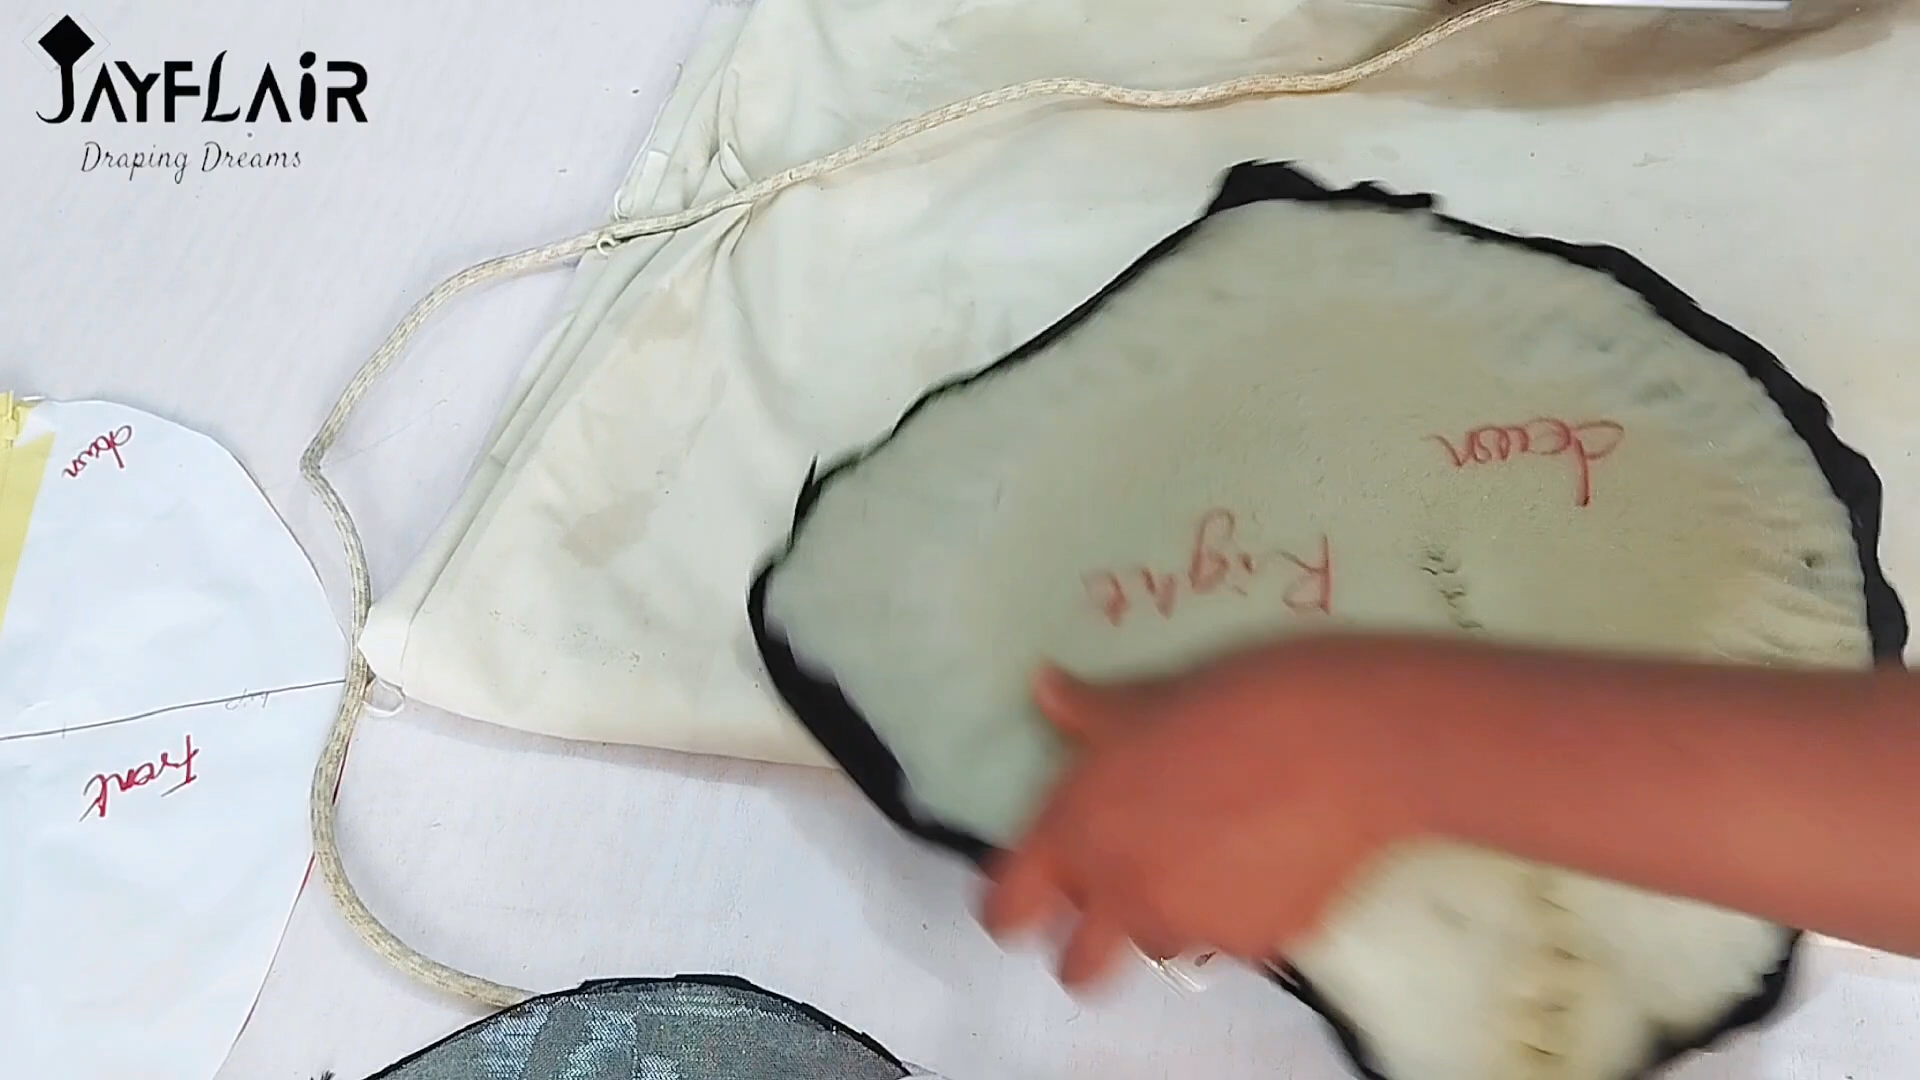 JAYFLAIR
Draping Dreams
down
Front
down
Right